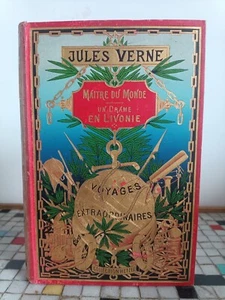 JULES VERNE
MAÎTRE DU MONDE
UN DRAME
EN LIVONIE
VOYAGES
EXTRAORDINAIRES